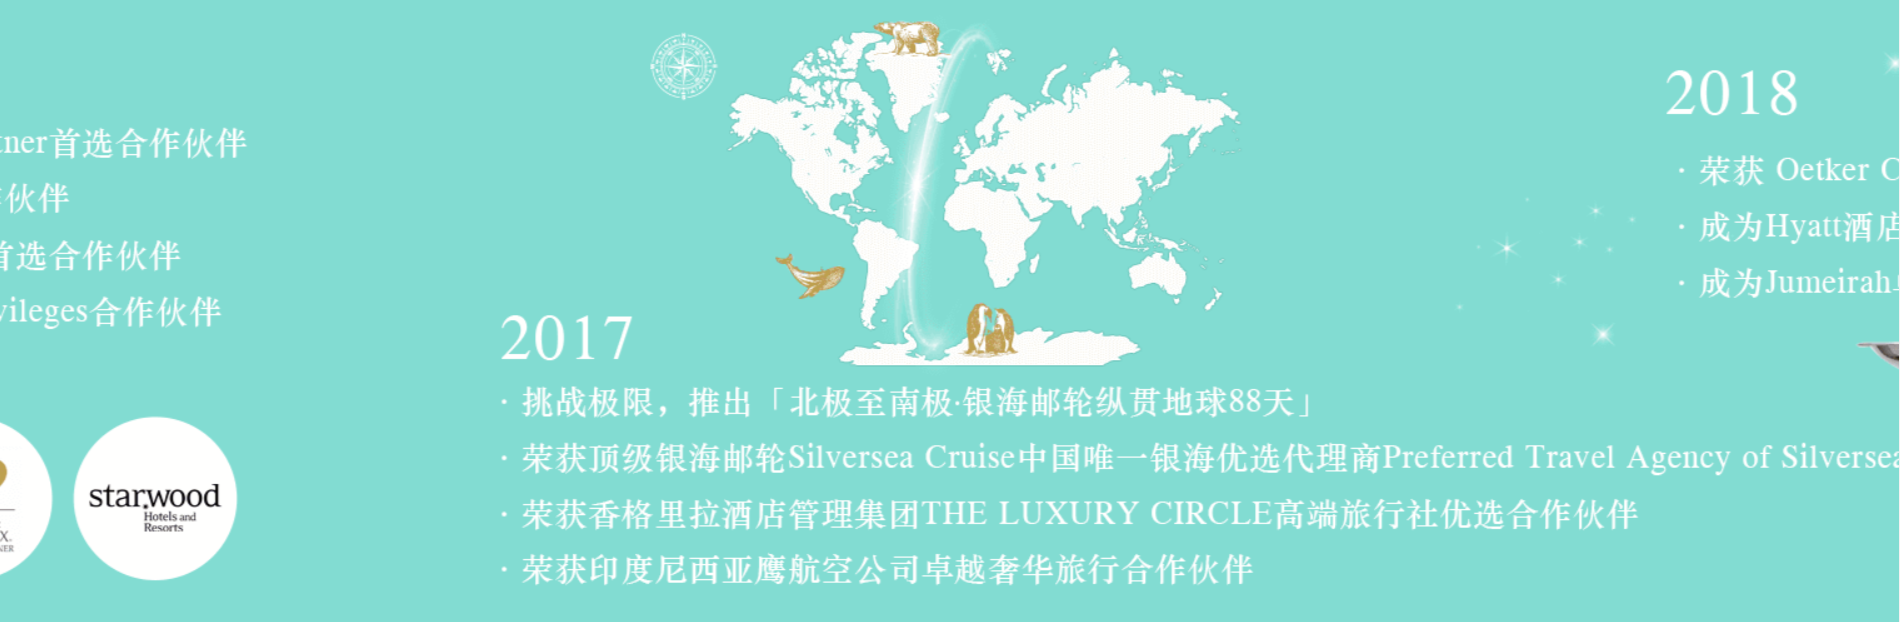 tner首选合作伙伴
作伙伴
首选合作伙伴
vileges合作伙伴
X.
NER
starwood
Hotels and
Resorts
2017
· 挑战极限，推出「北极至南极·银海邮轮纵贯地球88天」
· 荣获顶级银海邮轮Silversea Cruise中国唯一银海优选代理商Preferred Travel Agency of Silversea
· 荣获香格里拉酒店管理集团THE LUXURY CIRCLE高端旅行社优选合作伙伴
· 荣获印度尼西亚鹰航空公司卓越奢华旅行合作伙伴
2018
· 荣获 Oetker C
· 成为Hyatt酒店
· 成为Jumeirah